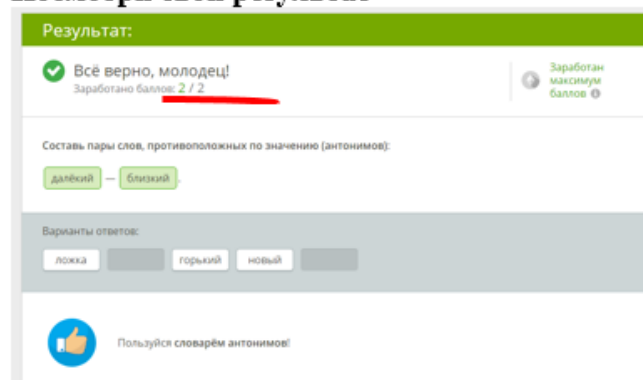 Результат:
Всё верно, молодец!
Заработано баллов: 2 / 2
Заработан
максимум
баллов
Составь пары слов, противоположных по значению (антонимов):
далёкий — близкий.
Варианты ответов:
ложка горький новый
Пользуйся словарём антонимов!